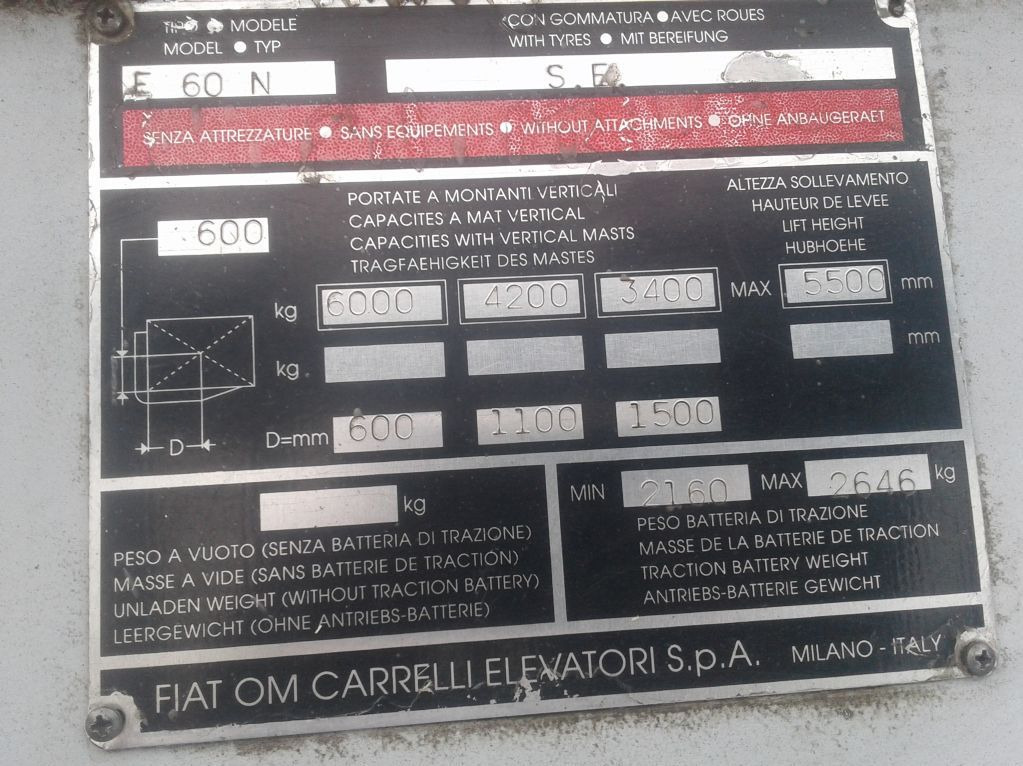 TIPO • MODELE
MODEL • TYP
CON GOMMATURA • AVEC ROUES
WITH TYRES • MIT BEREIFUNG
E 60 N
S.E.
SENZA ATTREZZATURE • SANS EQUIPEMENTS • WITHOUT ATTACHMENTS • OHNE ANBAUGERAET
600
PORTATE A MONTANTI VERTICALI
CAPACITES A MAT VERTICAL
CAPACITIES WITH VERTICAL MASTS
TRAGFAEHIGKEIT DES MASTES
ALTEZZA SOLLEVAMENTO
HAUTEUR DE LEVEE
LIFT HEIGHT
HUBHOEHE
kg 6000 4200 3400 MAX 5500 mm
kg mm
D
D=mm 600 1100 1500
kg
PESO A VUOTO (SENZA BATTERIA DI TRAZIONE)
MASSE A VIDE (SANS BATTERIE DE TRACTION)
UNLADEN WEIGHT (WITHOUT TRACTION BATTERY)
LEERGEWICHT (OHNE ANTRIEBS-BATTERIE)
MIN 2160 MAX 2646 kg
PESO BATTERIA DI TRAZIONE
MASSE DE LA BATTERIE DE TRACTION
TRACTION BATTERY WEIGHT
ANTRIEBS-BATTERIE GEWICHT
FIAT OM CARRELLI ELEVATORI S.p.A. MILANO - ITALY